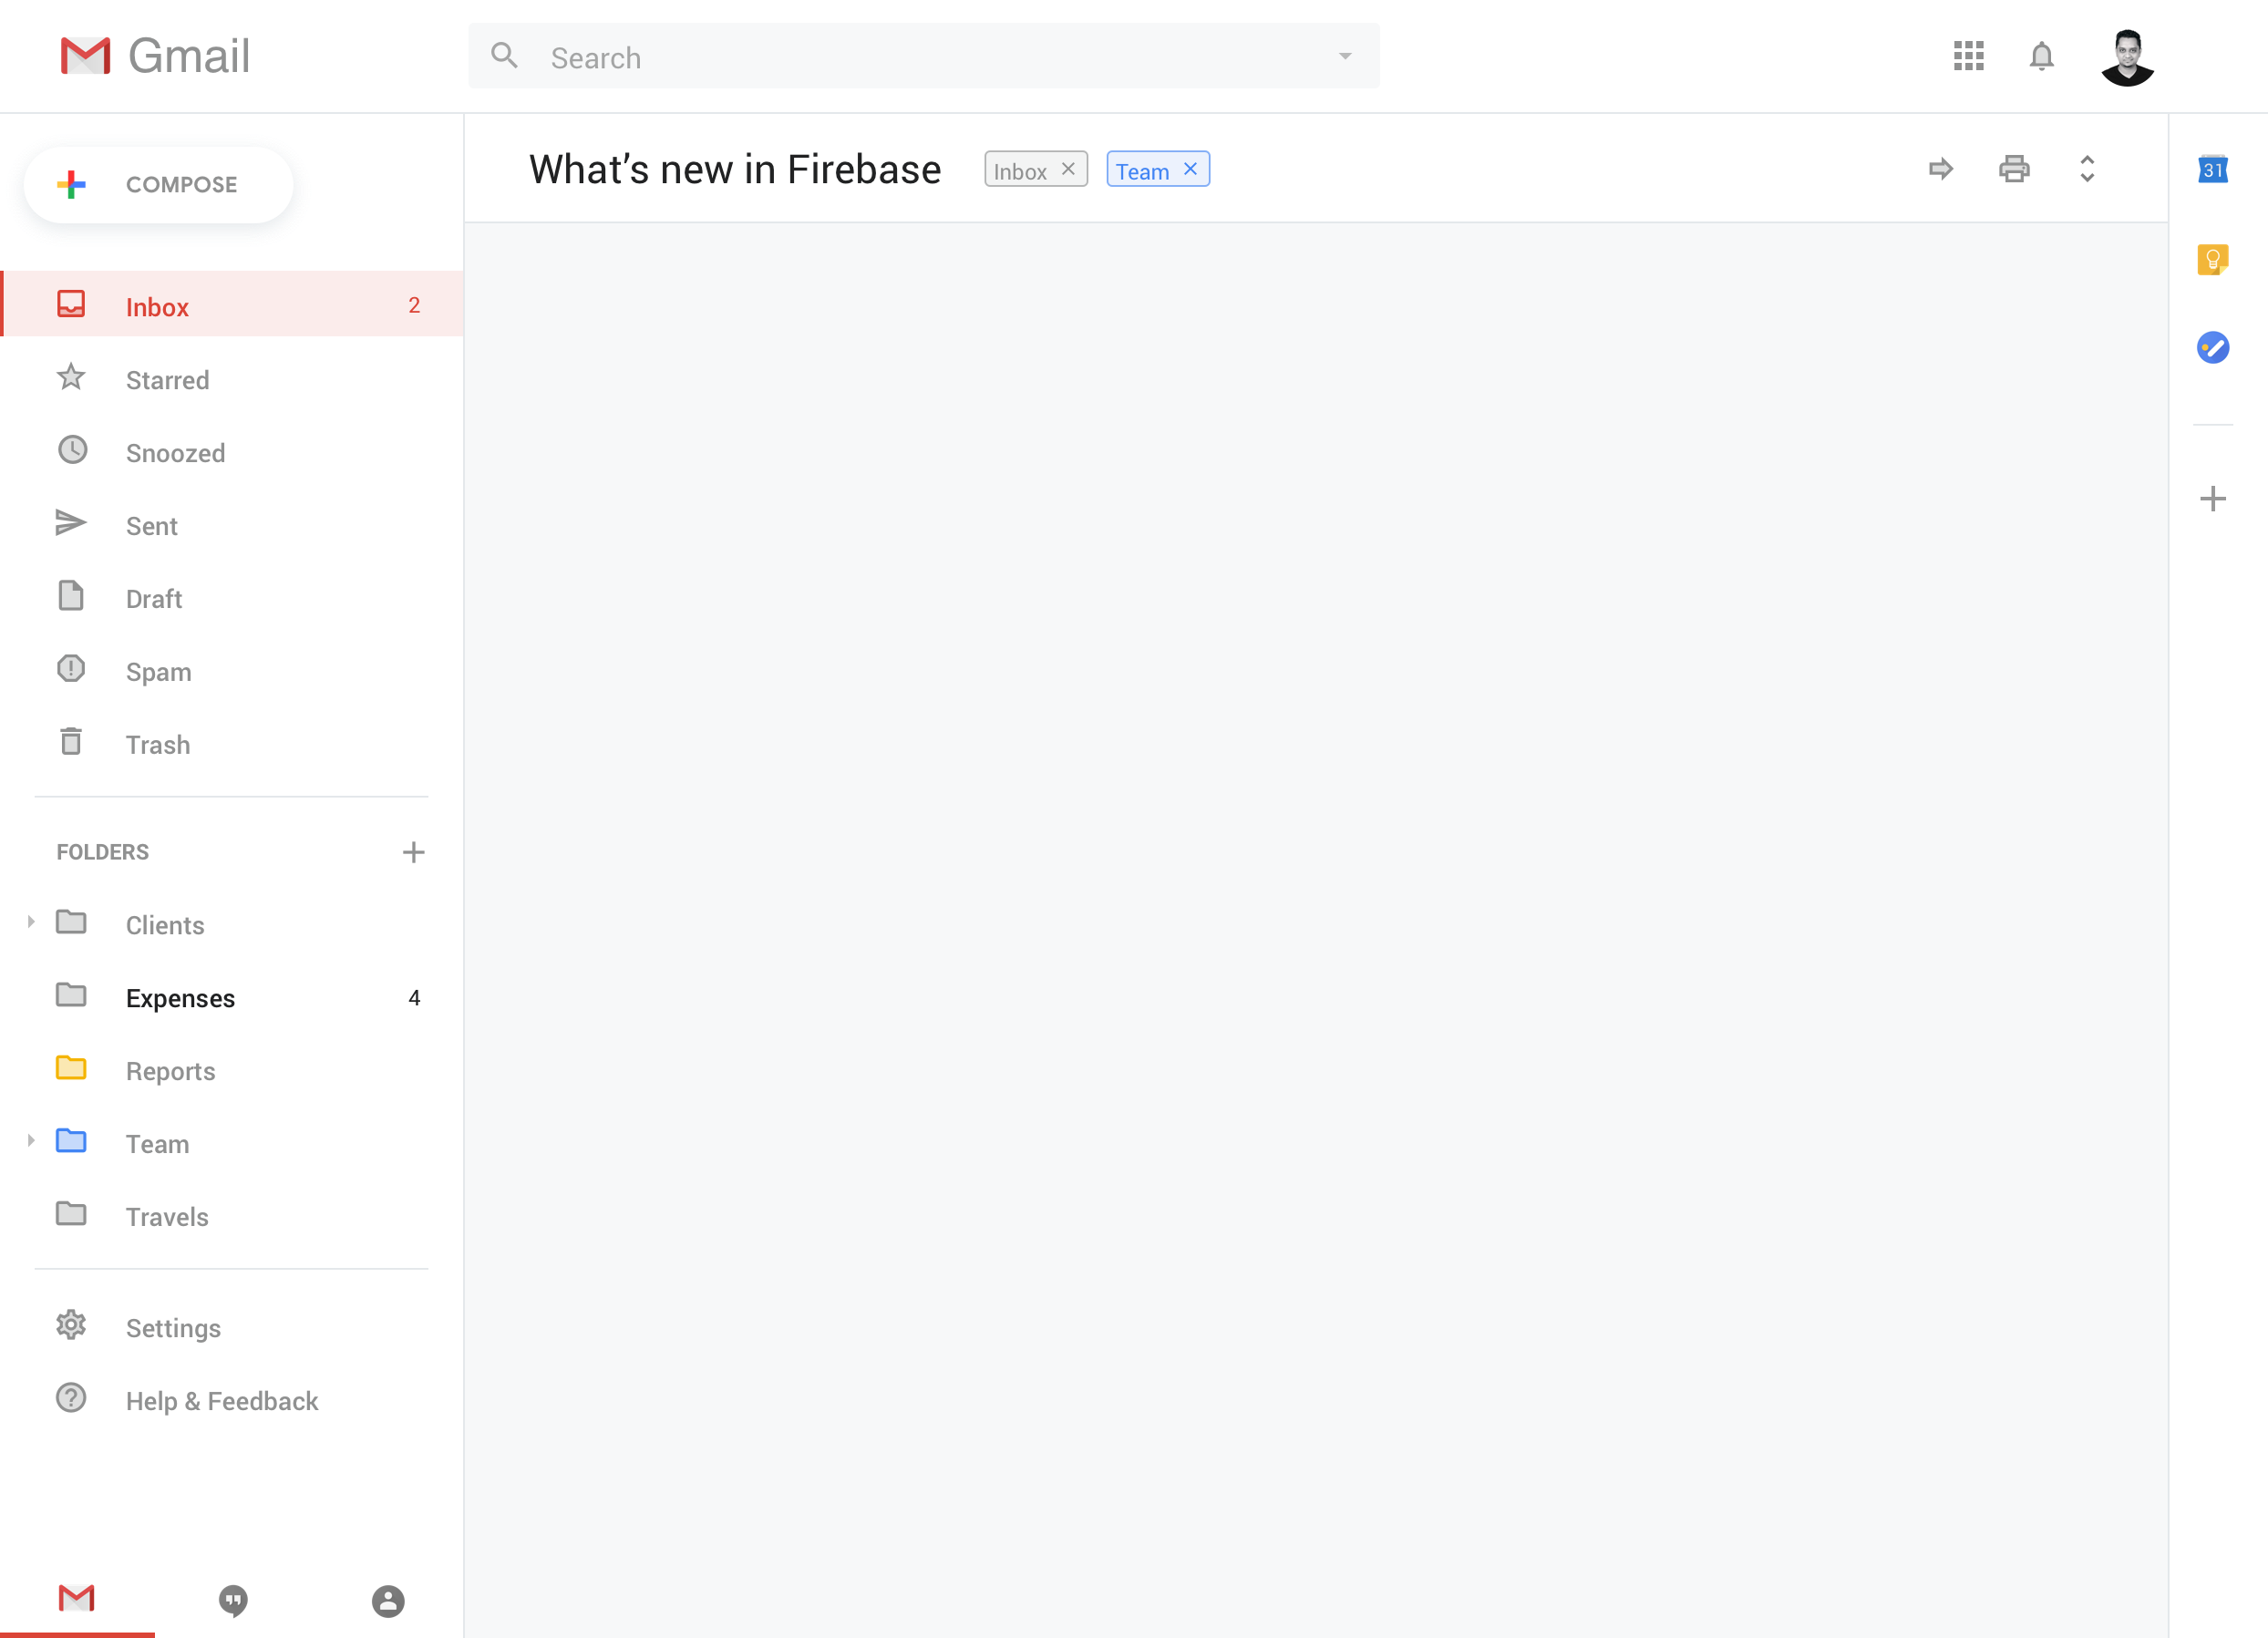 Gmail
Search
COMPOSE
What’s new in Firebase
Inbox
Team
31
Inbox 2
Starred
Snoozed
Sent
Draft
Spam
Trash
FOLDERS
Clients
Expenses 4
Reports
Team
Travels
Settings
Help & Feedback